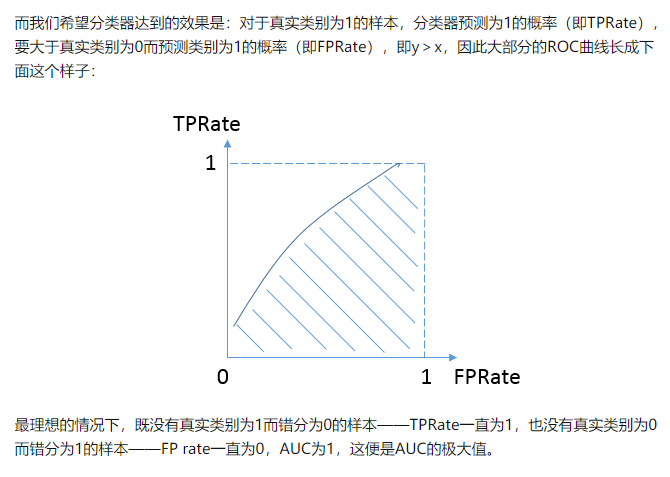 而我们希望分类器达到的效果是：对于真实类别为1的样本，分类器预测为1的概率（即TPRate），
要大于真实类别为0而预测类别为1的概率（即FPRate），即y＞x，因此大部分的ROC曲线长成下
面这个样子：
TPRate
1
0
1
FPRate
最理想的情况下，既没有真实类别为1而错分为0的样本——TPRate一直为1，也没有真实类别为0
而错分为1的样本——FP rate一直为0，AUC为1，这便是AUC的极大值。